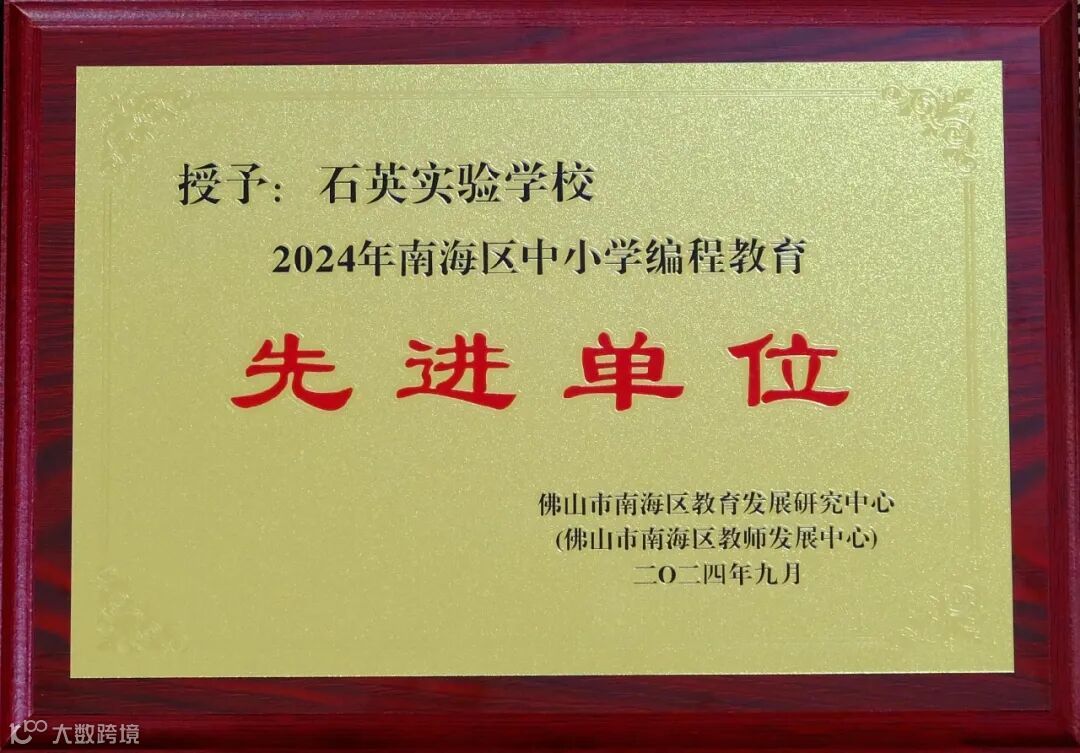 授予：石英实验学校
2024年南海区中小学编程教育
先进单位
佛山市南海区教育发展研究中心
(佛山市南海区教师发展中心)
二O二四年九月
大数跨境